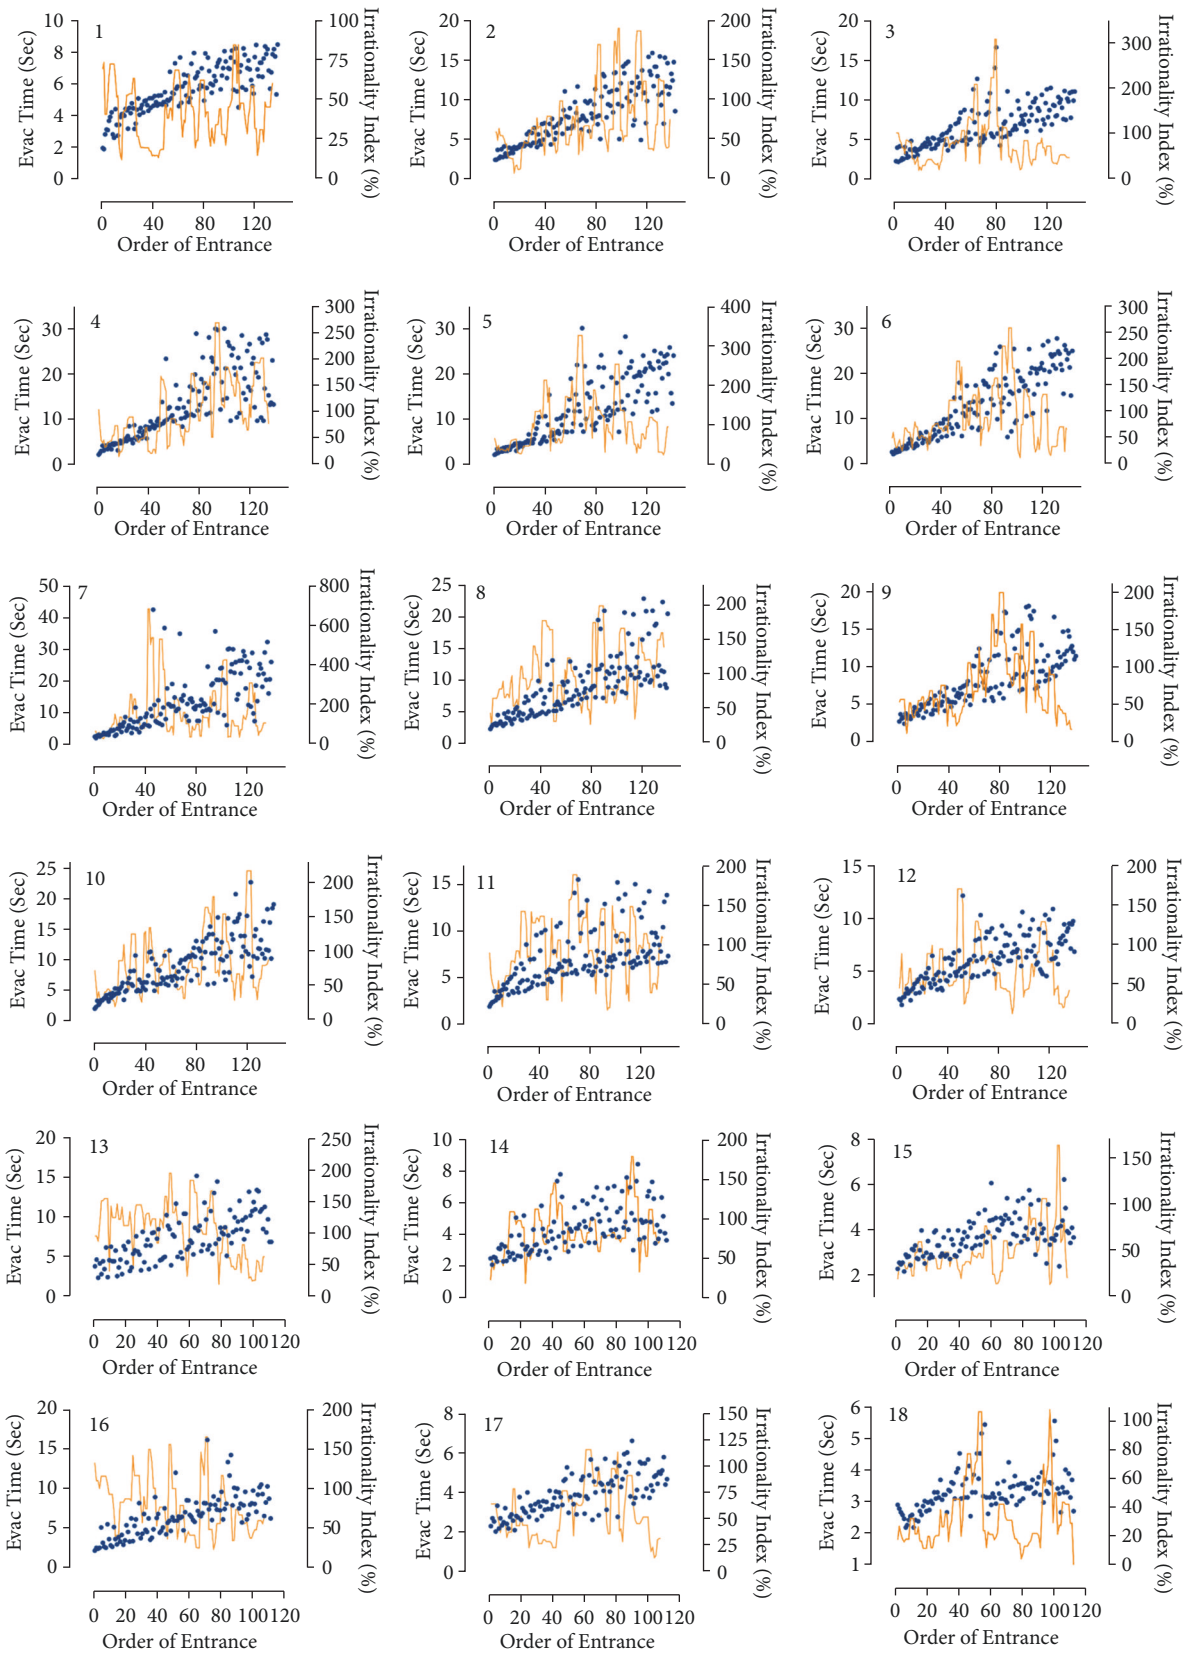 1
Evac Time (Sec)
10
8
6
4
2
0
100
75
50
25
0
Irrationality Index (%)
0 40 80 120
Order of Entrance
2
Evac Time (Sec)
20
15
10
5
0
200
150
100
50
0
Irrationality Index (%)
0 40 80 120
Order of Entrance
3
Evac Time (Sec)
20
15
10
5
0
300
200
100
0
Irrationality Index (%)
0 40 80 120
Order of Entrance
4
Evac Time (Sec)
30
20
10
0
300
250
200
150
100
50
0
Irrationality Index (%)
0 40 80 120
Order of Entrance
5
Evac Time (Sec)
30
20
10
0
400
300
200
100
0
Irrationality Index (%)
0 40 80 120
Order of Entrance
6
Evac Time (Sec)
30
20
10
0
300
250
200
150
100
50
0
Irrationality Index (%)
0 40 80 120
Order of Entrance
7
Evac Time (Sec)
50
40
30
20
10
0
800
600
400
200
0
Irrationality Index (%)
0 40 80 120
Order of Entrance
8
Evac Time (Sec)
25
20
15
10
5
0
200
150
100
50
0
Irrationality Index (%)
0 40 80 120
Order of Entrance
9
Evac Time (Sec)
20
15
10
5
0
200
150
100
50
0
Irrationality Index (%)
0 40 80 120
Order of Entrance
10
Evac Time (Sec)
25
20
15
10
5
0
200
150
100
50
0
Irrationality Index (%)
0 40 80 120
Order of Entrance
11
Evac Time (Sec)
15
10
5
0
200
150
100
50
0
Irrationality Index (%)
0 40 80 120
Order of Entrance
12
Evac Time (Sec)
15
10
5
0
200
150
100
50
0
Irrationality Index (%)
0 40 80 120
Order of Entrance
13
Evac Time (Sec)
20
15
10
5
0
250
200
150
100
50
0
Irrationality Index (%)
0 20 40 60 80 100 120
Order of Entrance
14
Evac Time (Sec)
10
8
6
4
2
0
200
150
100
50
0
Irrationality Index (%)
0 20 40 60 80 100 120
Order of Entrance
15
Evac Time (Sec)
8
6
4
2
150
100
50
0
Irrationality Index (%)
0 20 40 60 80 100 120
Order of Entrance
16
Evac Time (Sec)
20
15
10
5
0
200
150
100
50
0
Irrationality Index (%)
0 20 40 60 80 100 120
Order of Entrance
17
Evac Time (Sec)
8
6
4
2
0
150
125
100
75
50
25
0
Irrationality Index (%)
0 20 40 60 80 100 120
Order of Entrance
18
Evac Time (Sec)
6
5
4
3
2
1
100
80
60
40
20
0
Irrationality Index (%)
0 20 40 60 80 100 120
Order of Entrance